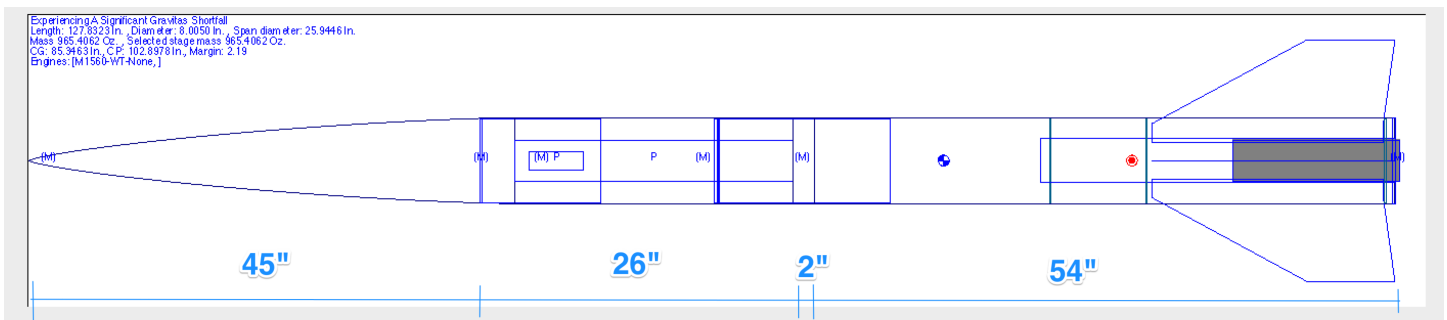 Experiencing A Significant Gravitas Shortfall
Length: 127.8323 In. , Diameter: 8.0050 In. , Span diameter: 25.9446 In.
Mass 965.4062 Oz. , Selected stage mass 965.4062 Oz.
CG: 85.3463 In., CP: 102.8978 In., Margin: 2.19
Engines: [M1560-WT-None, ]
(M) (M) (M) P P (M) (M) (M)
45" 26" 2" 54"